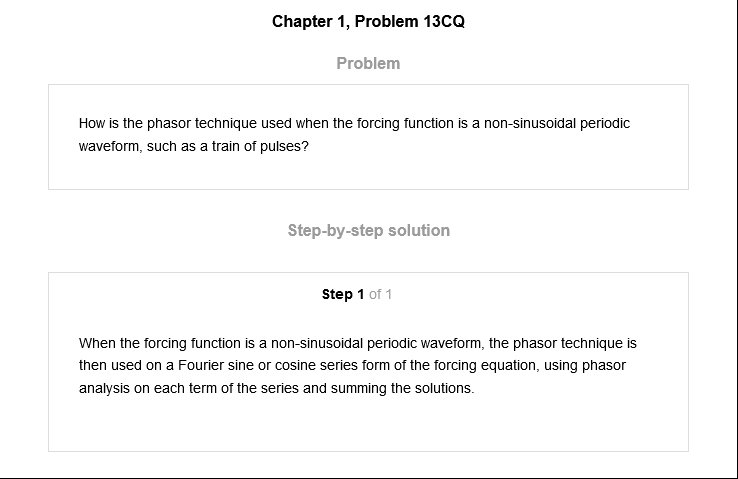 Chapter 1, Problem 13CQ
Problem
How is the phasor technique used when the forcing function is a non-sinusoidal periodic
waveform, such as a train of pulses?
Step-by-step solution
Step 1 of 1
When the forcing function is a non-sinusoidal periodic waveform, the phasor technique is
then used on a Fourier sine or cosine series form of the forcing equation, using phasor
analysis on each term of the series and summing the solutions.